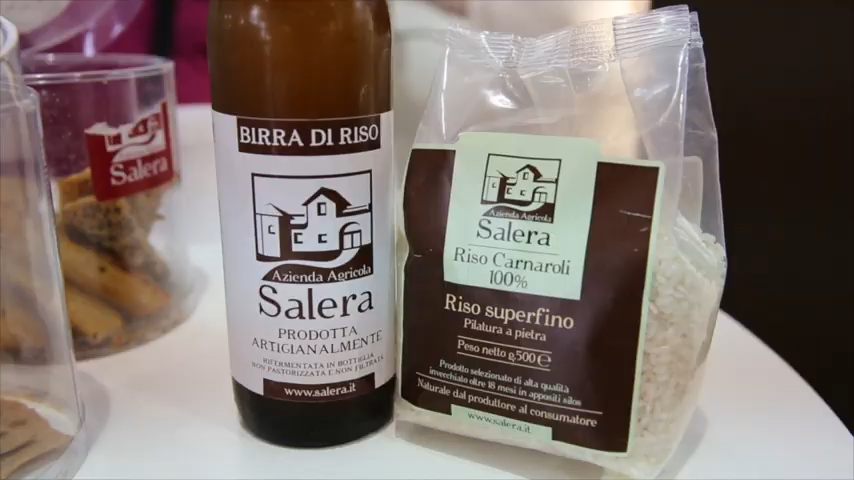 Salera
BIRRA DI RISO
Azienda Agricola
Salera
PRODOTTA
ARTIGIANALMENTE
RIFERMENTATA IN BOTTIGLIA
NON PASTORIZZATA E NON FILTRATA
www.salera.it
Azienda Agricola
Salera
Riso Carnaroli
100%
Riso superfino
Pilatura a pietra
Peso netto g.500 e
Prodotto selezionato di alta qualità
invecchiato oltre 18 mesi in appositi silos
Naturale dal produttore al consumatore
www.salera.it